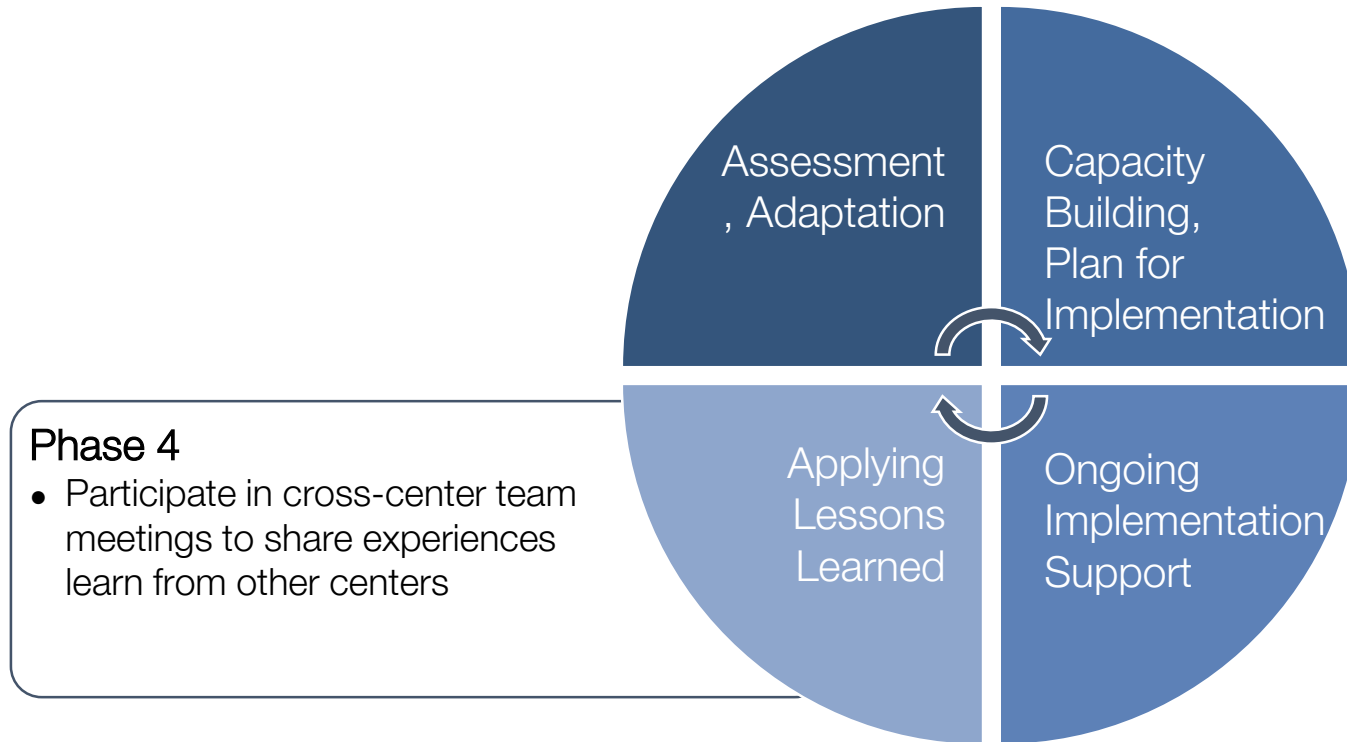 Assessment
, Adaptation
Capacity
Building,
Plan for
Implementation
Phase 4
• Participate in cross-center team
meetings to share experiences
learn from other centers
Applying
Lessons
Learned
Ongoing
Implementation
Support